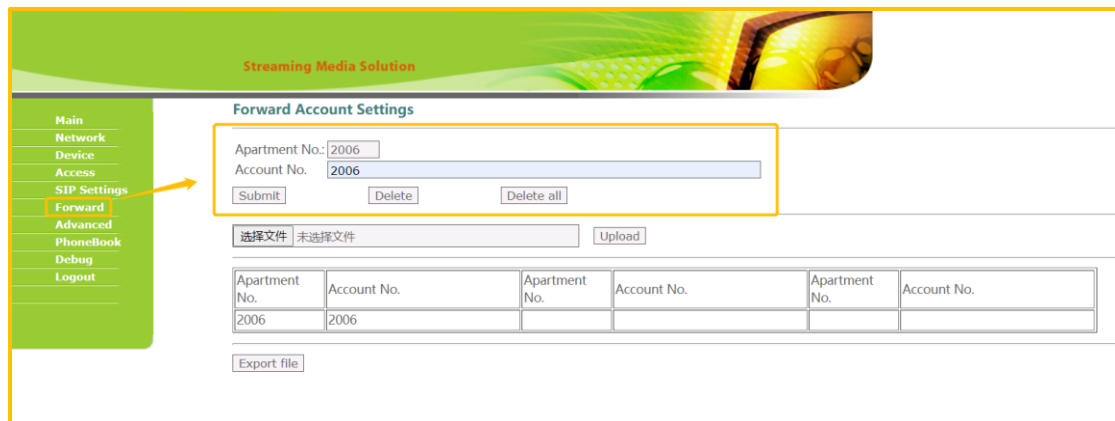 Streaming Media Solution
Main
Network
Device
Access
SIP Settings
Forward
Advanced
PhoneBook
Debug
Logout
Forward Account Settings
Apartment No.: 2006
Account No. 2006
Submit Delete Delete all
选择文件 未选择文件 Upload
Apartment No. Account No. Apartment No. Account No. Apartment No. Account No.
2006 2006
Export file